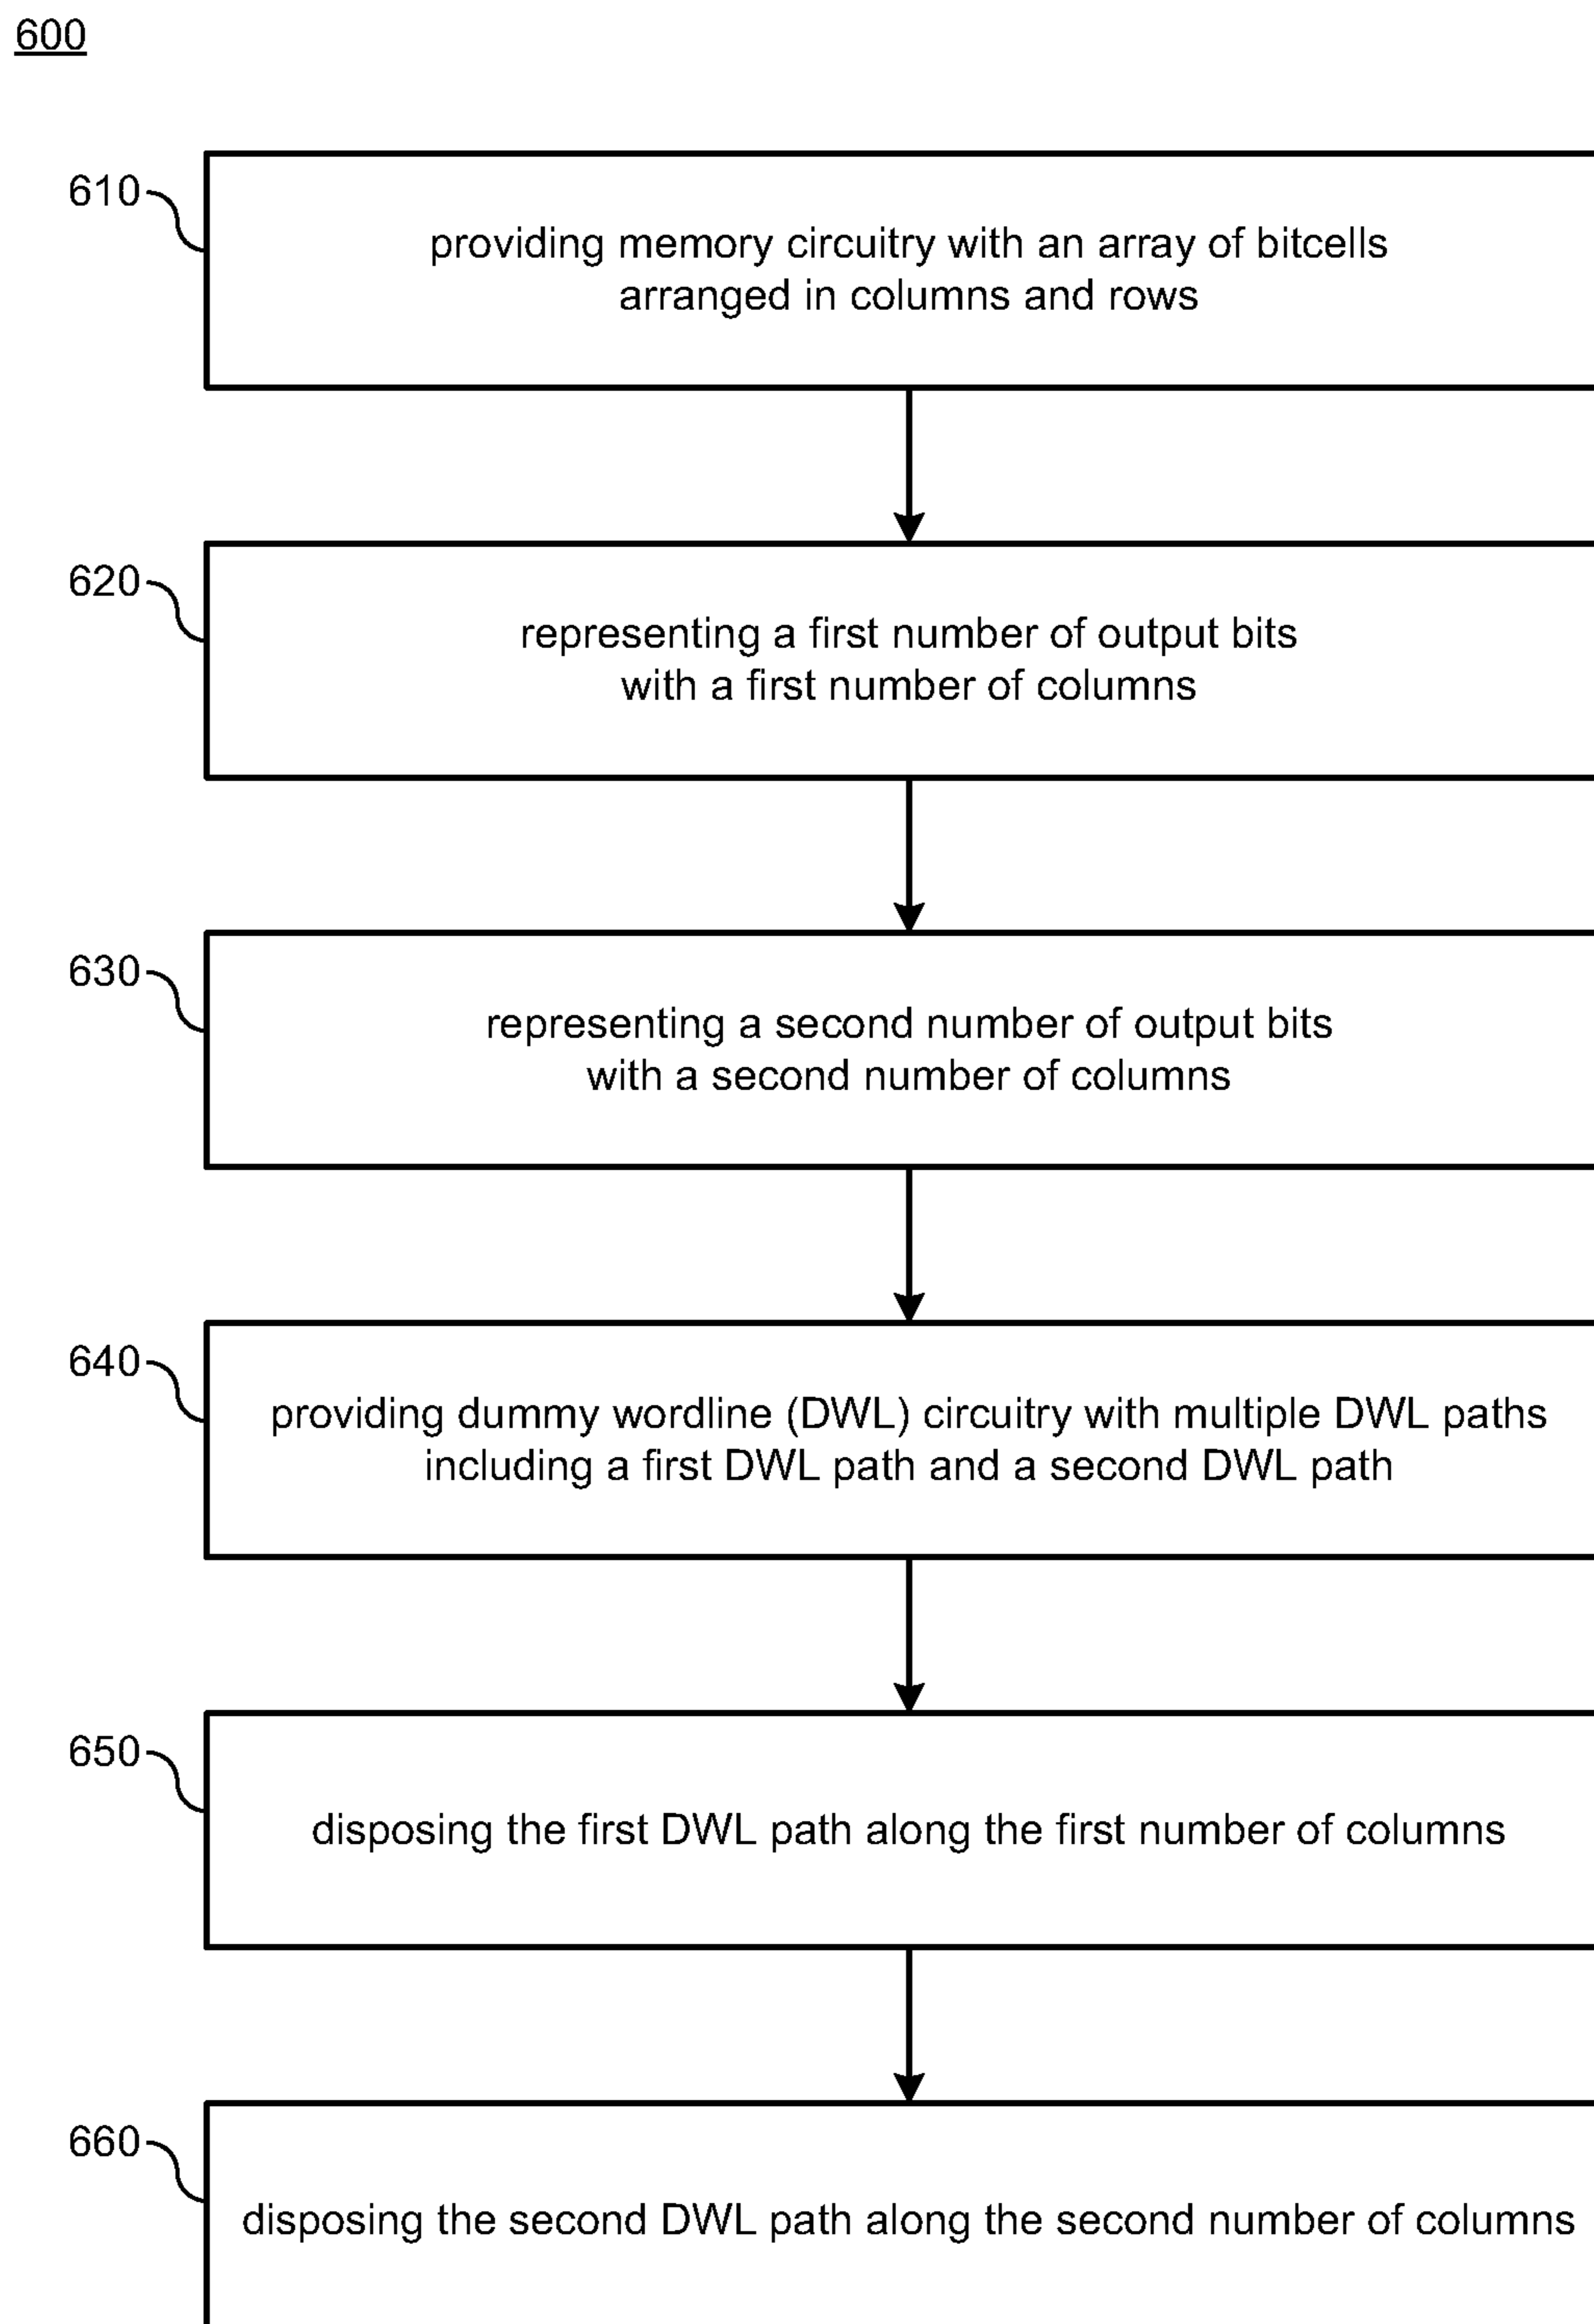 600
610
providing memory circuitry with an array of bitcells
arranged in columns and rows
620
representing a first number of output bits
with a first number of columns
630
representing a second number of output bits
with a second number of columns
640
providing dummy wordline (DWL) circuitry with multiple DWL paths
including a first DWL path and a second DWL path
650
disposing the first DWL path along the first number of columns
660
disposing the second DWL path along the second number of columns